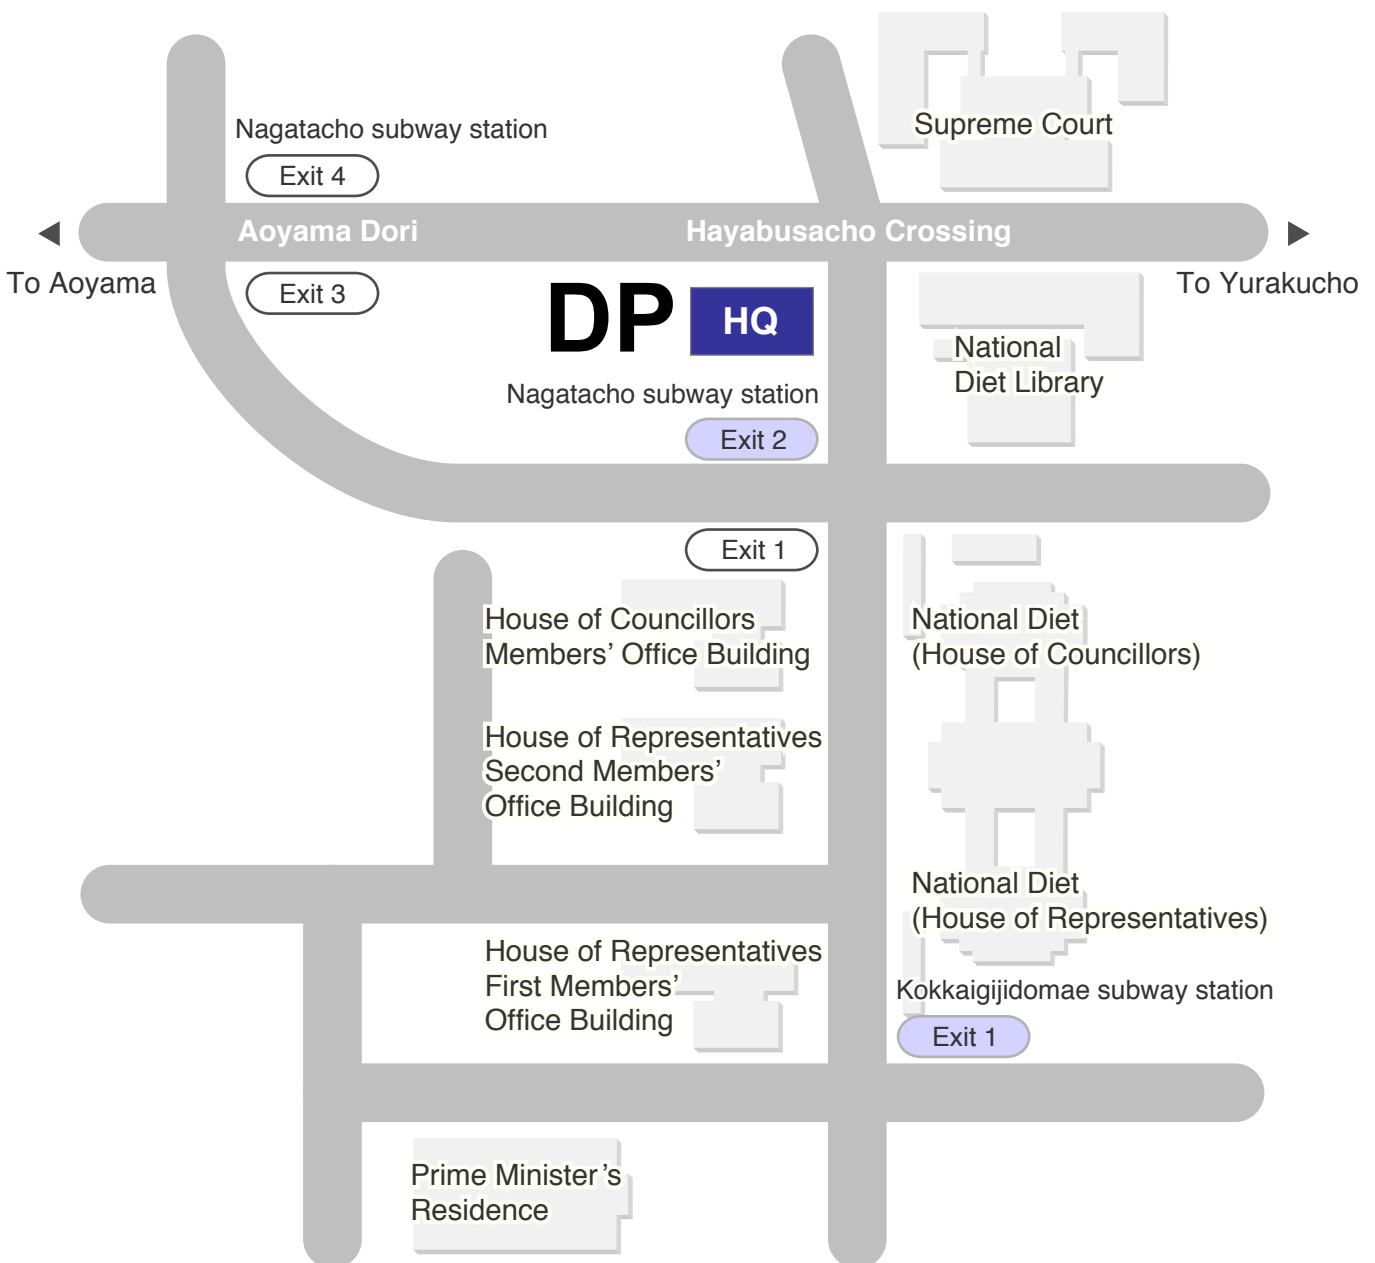 Supreme Court
Nagatacho subway station
Exit 4
Aoyama Dori
Hayabusacho Crossing
To Aoyama
Exit 3
To Yurakucho
DP
HQ
National
Diet Library
Nagatacho subway station
Exit 2
Exit 1
House of Councillors
Members’ Office Building
National Diet
(House of Councillors)
House of Representatives
Second Members’
Office Building
National Diet
(House of Representatives)
House of Representatives
First Members’
Office Building
Kokkaigijidomae subway station
Exit 1
Prime Minister’s
Residence